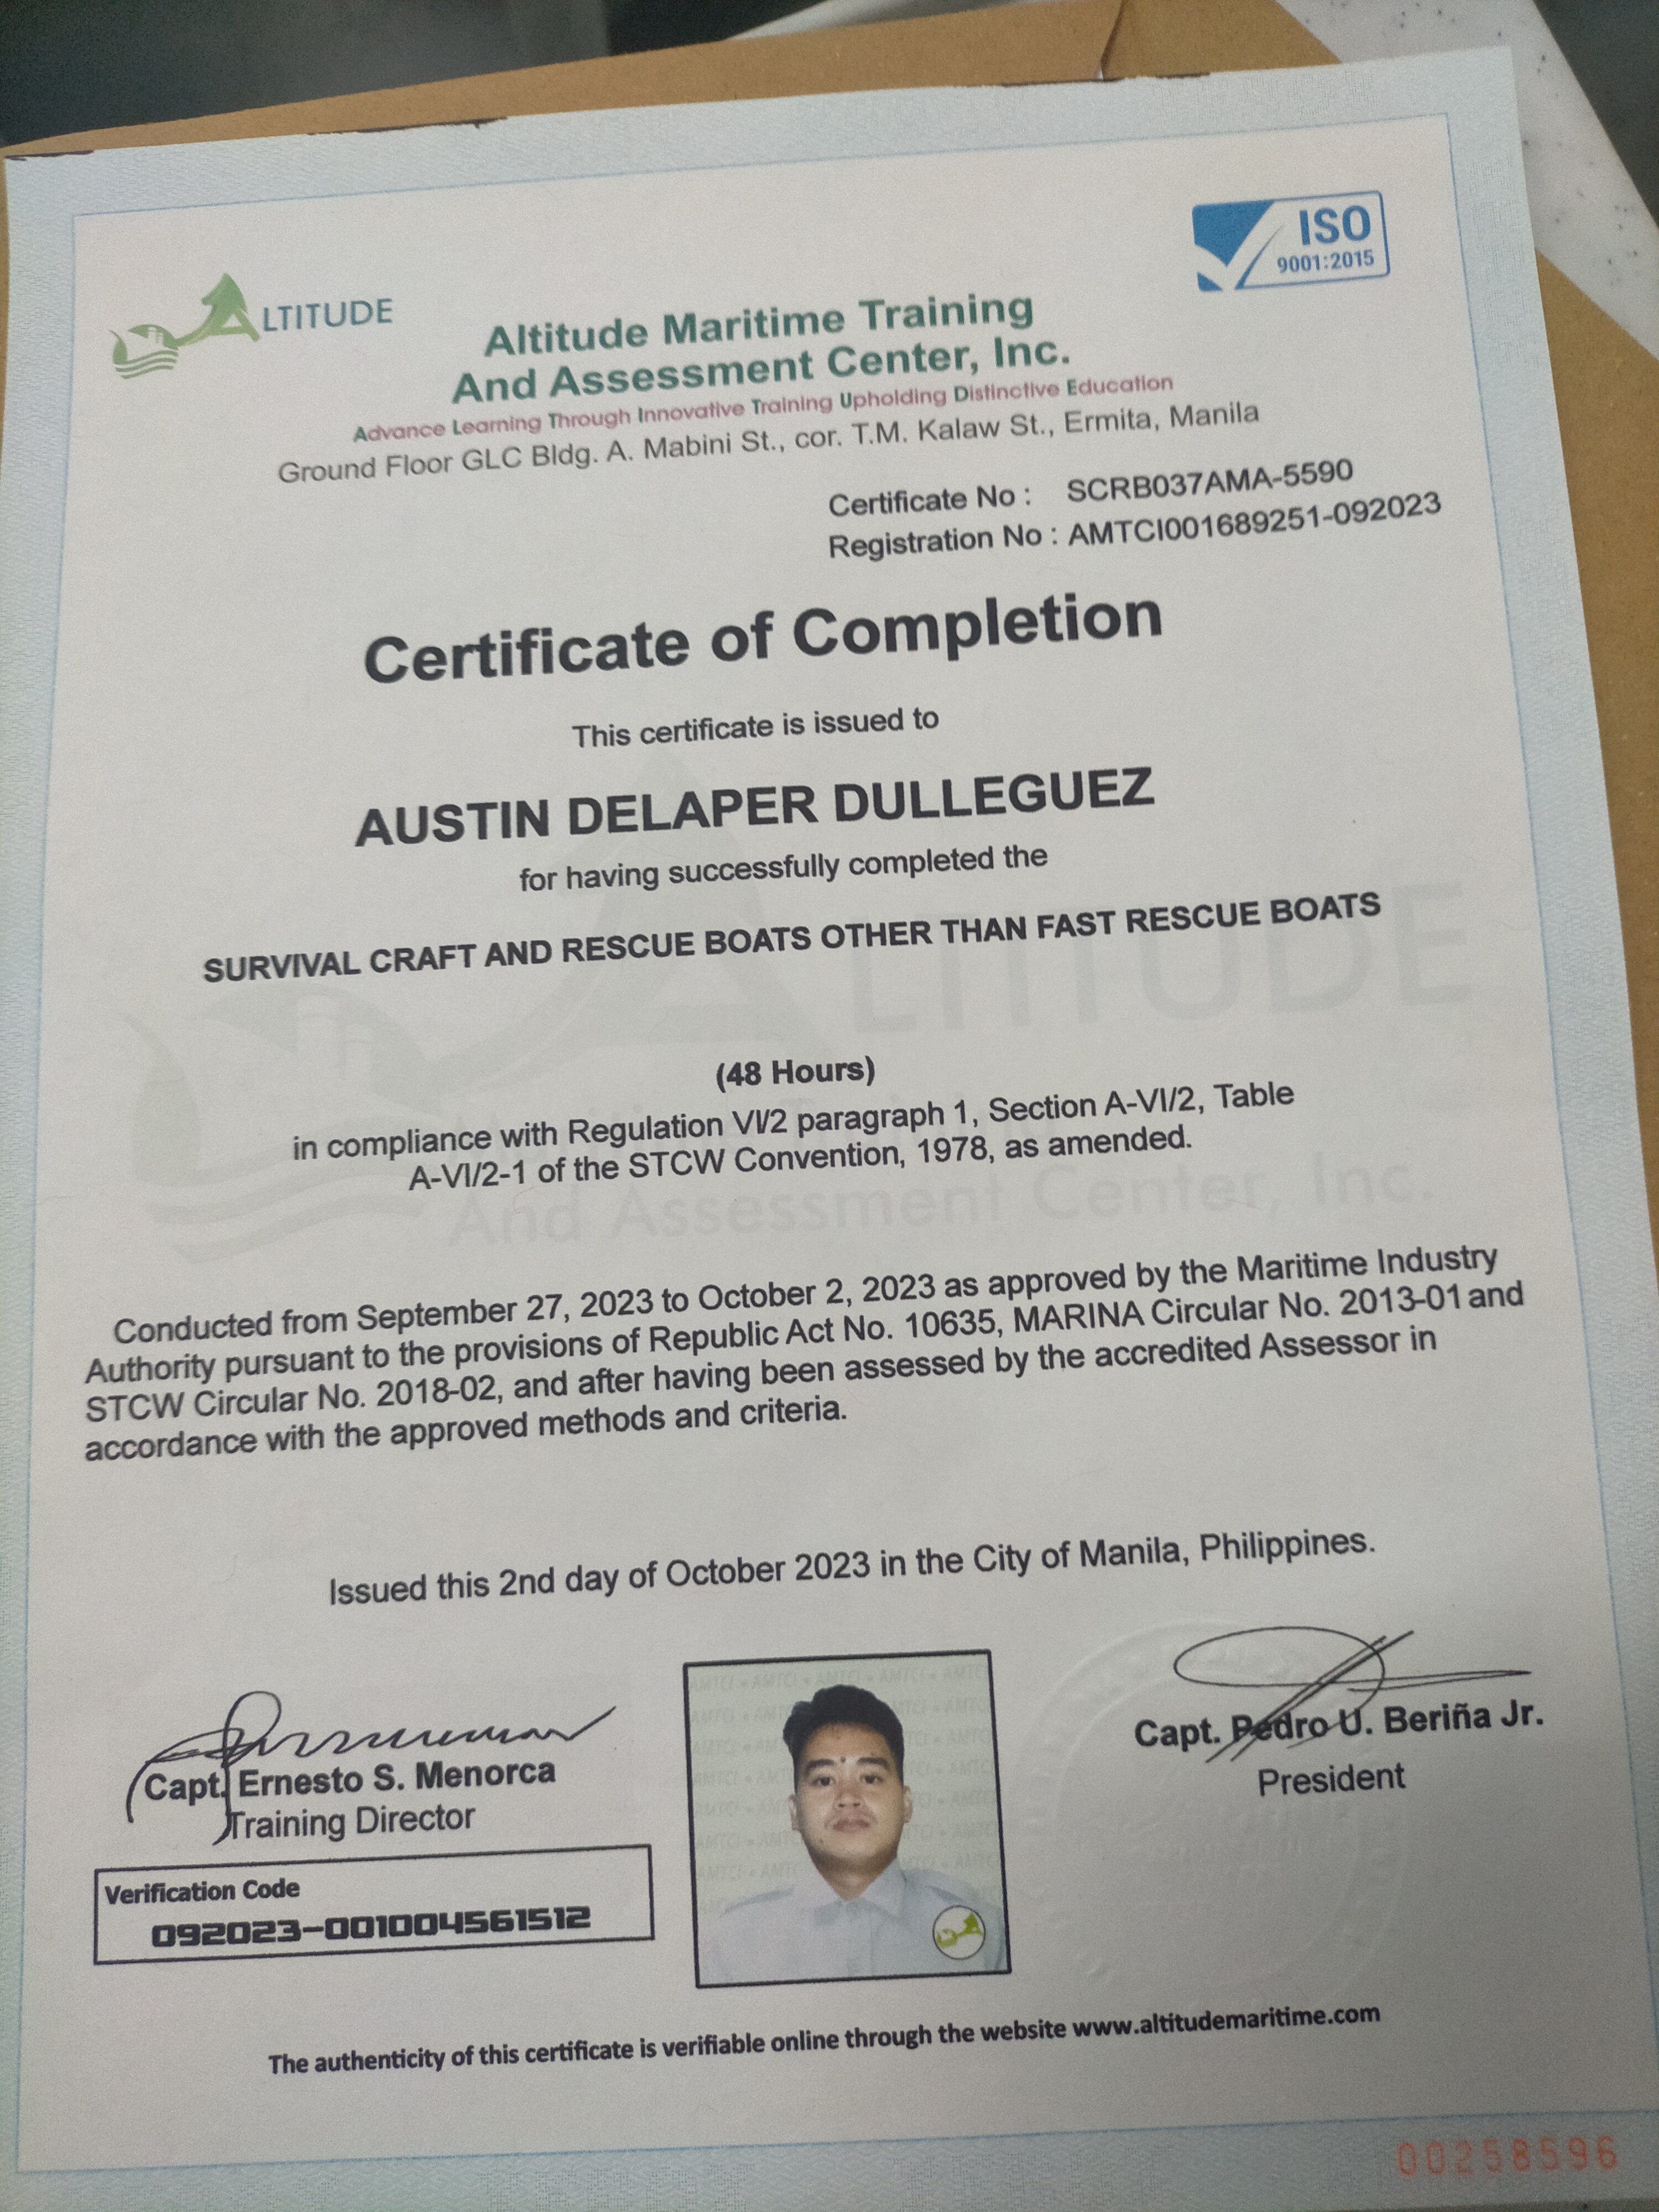 ALTITUDE
ISO
9001:2015
Altitude Maritime Training
And Assessment Center, Inc.
Advance Learning Through Innovative Training Upholding Distinctive Education
Ground Floor GLC Bldg. A. Mabini St., cor. T.M. Kalaw St., Ermita, Manila
Certificate No : SCRB037AMA-5590
Registration No : AMTCI001689251-092023
Certificate of Completion
This certificate is issued to
AUSTIN DELAPER DULLEGUEZ
for having successfully completed the
SURVIVAL CRAFT AND RESCUE BOATS OTHER THAN FAST RESCUE BOATS
(48 Hours)
in compliance with Regulation VI/2 paragraph 1, Section A-VI/2, Table
A-VI/2-1 of the STCW Convention, 1978, as amended.
Conducted from September 27, 2023 to October 2, 2023 as approved by the Maritime Industry
Authority pursuant to the provisions of Republic Act No. 10635, MARINA Circular No. 2013-01 and
STCW Circular No. 2018-02, and after having been assessed by the accredited Assessor in
accordance with the approved methods and criteria.
Issued this 2nd day of October 2023 in the City of Manila, Philippines.
Capt. Ernesto S. Menorca
Training Director
Capt. Pedro U. Beriña Jr.
President
Verification Code
092023-001004561512
The authenticity of this certificate is verifiable online through the website www.altitudemaritime.com
00258596